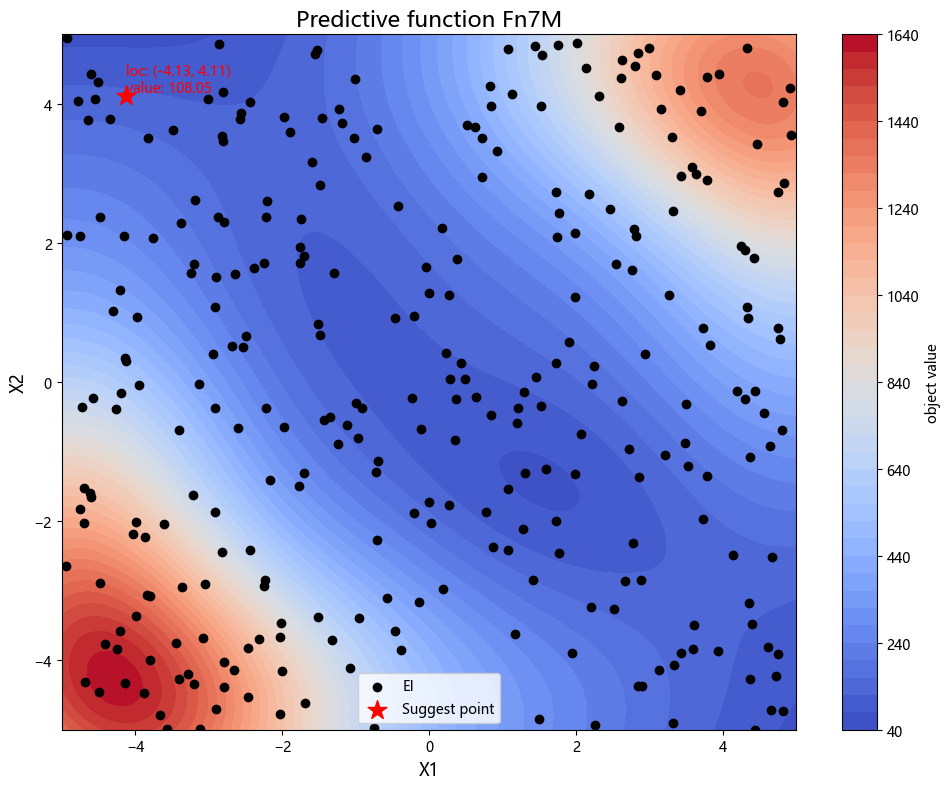 Predictive function Fn7M
loc: (-4.13, 4.11)
value: 108.05
4
2
0
−2
−4
X2
−4
−2
0
2
4
X1
EI
Suggest point
1640
1440
1240
1040
840
640
440
240
40
object value